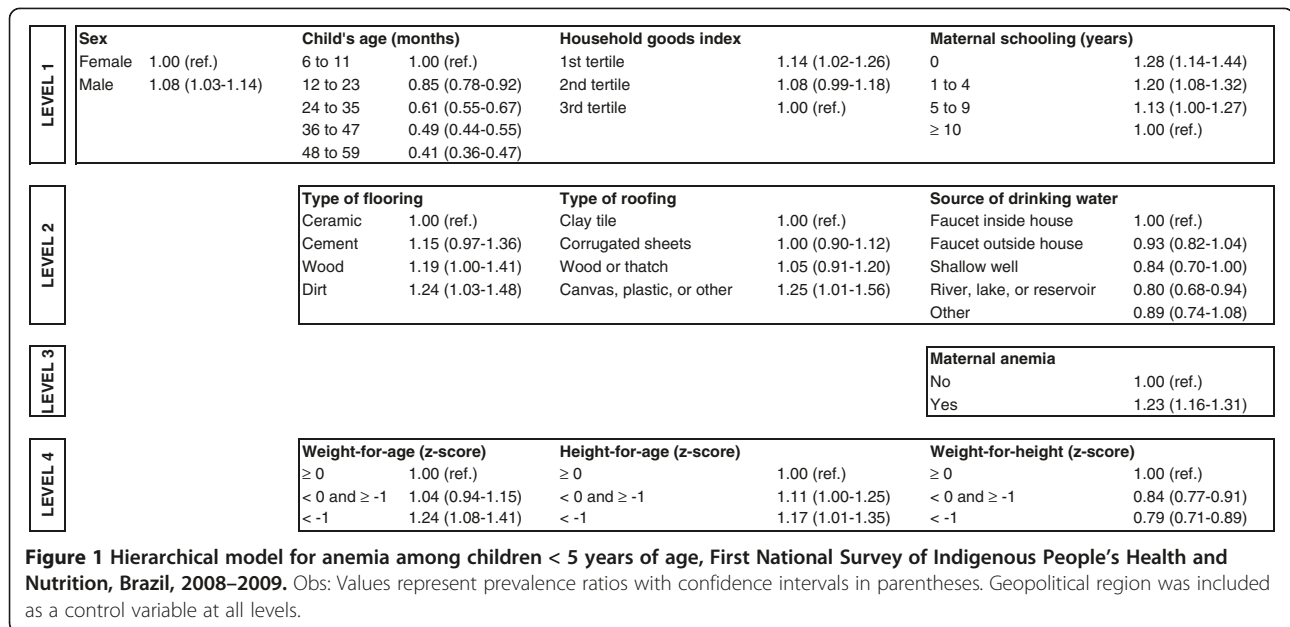 LEVEL 1
Sex Child's age (months) Household goods index Maternal schooling (years)
Female 1.00 (ref.) 6 to 11 1.00 (ref.) 1st tertile 1.14 (1.02-1.26) 0 1.28 (1.14-1.44)
Male 1.08 (1.03-1.14) 12 to 23 0.85 (0.78-0.92) 2nd tertile 1.08 (0.99-1.18) 1 to 4 1.20 (1.08-1.32)
24 to 35 0.61 (0.55-0.67) 3rd tertile 1.00 (ref.) 5 to 9 1.13 (1.00-1.27)
36 to 47 0.49 (0.44-0.55) ≥ 10 1.00 (ref.)
48 to 59 0.41 (0.36-0.47)
LEVEL 2
Type of flooring Type of roofing Source of drinking water
Ceramic 1.00 (ref.) Clay tile 1.00 (ref.) Faucet inside house 1.00 (ref.)
Cement 1.15 (0.97-1.36) Corrugated sheets 1.00 (0.90-1.12) Faucet outside house 0.93 (0.82-1.04)
Wood 1.19 (1.00-1.41) Wood or thatch 1.05 (0.91-1.20) Shallow well 0.84 (0.70-1.00)
Dirt 1.24 (1.03-1.48) Canvas, plastic, or other 1.25 (1.01-1.56) River, lake, or reservoir 0.80 (0.68-0.94)
Other 0.89 (0.74-1.08)
LEVEL 3
Maternal anemia
No 1.00 (ref.)
Yes 1.23 (1.16-1.31)
LEVEL 4
Weight-for-age (z-score) Height-for-age (z-score) Weight-for-height (z-score)
≥ 0 1.00 (ref.) ≥ 0 1.00 (ref.) ≥ 0 1.00 (ref.)
< 0 and ≥ -1 1.04 (0.94-1.15) < 0 and ≥ -1 1.11 (1.00-1.25) < 0 and ≥ -1 0.84 (0.77-0.91)
< -1 1.24 (1.08-1.41) < -1 1.17 (1.01-1.35) < -1 0.79 (0.71-0.89)
Figure 1 Hierarchical model for anemia among children < 5 years of age, First National Survey of Indigenous People's Health and
Nutrition, Brazil, 2008–2009. Obs: Values represent prevalence ratios with confidence intervals in parentheses. Geopolitical region was included
as a control variable at all levels.